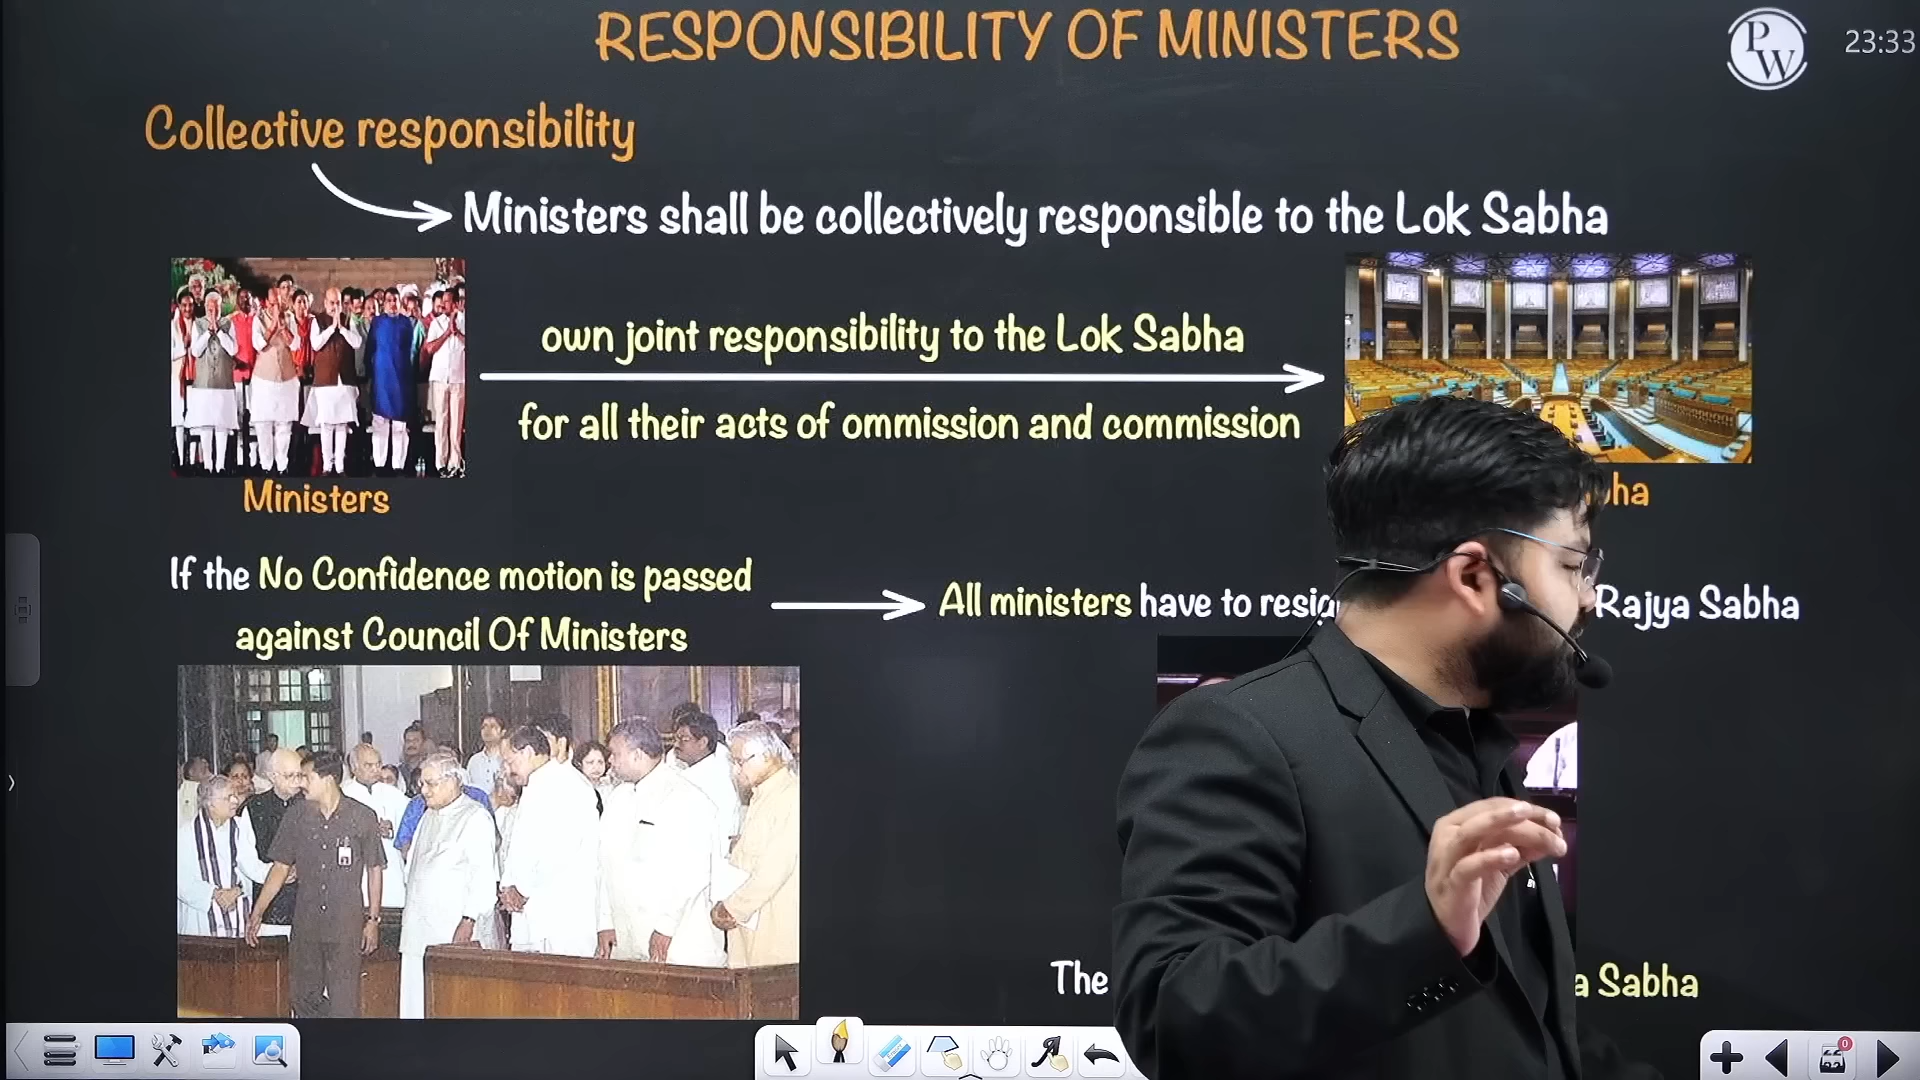 RESPONSIBILITY OF MINISTERS
PW
23:33
Collective responsibility
Ministers shall be collectively responsible to the Lok Sabha
own joint responsibility to the Lok Sabha
for all their acts of ommission and commission
Ministers
If the No Confidence motion is passed
against Council Of Ministers
All ministers have to Rajya Sabha
The Sabha
0